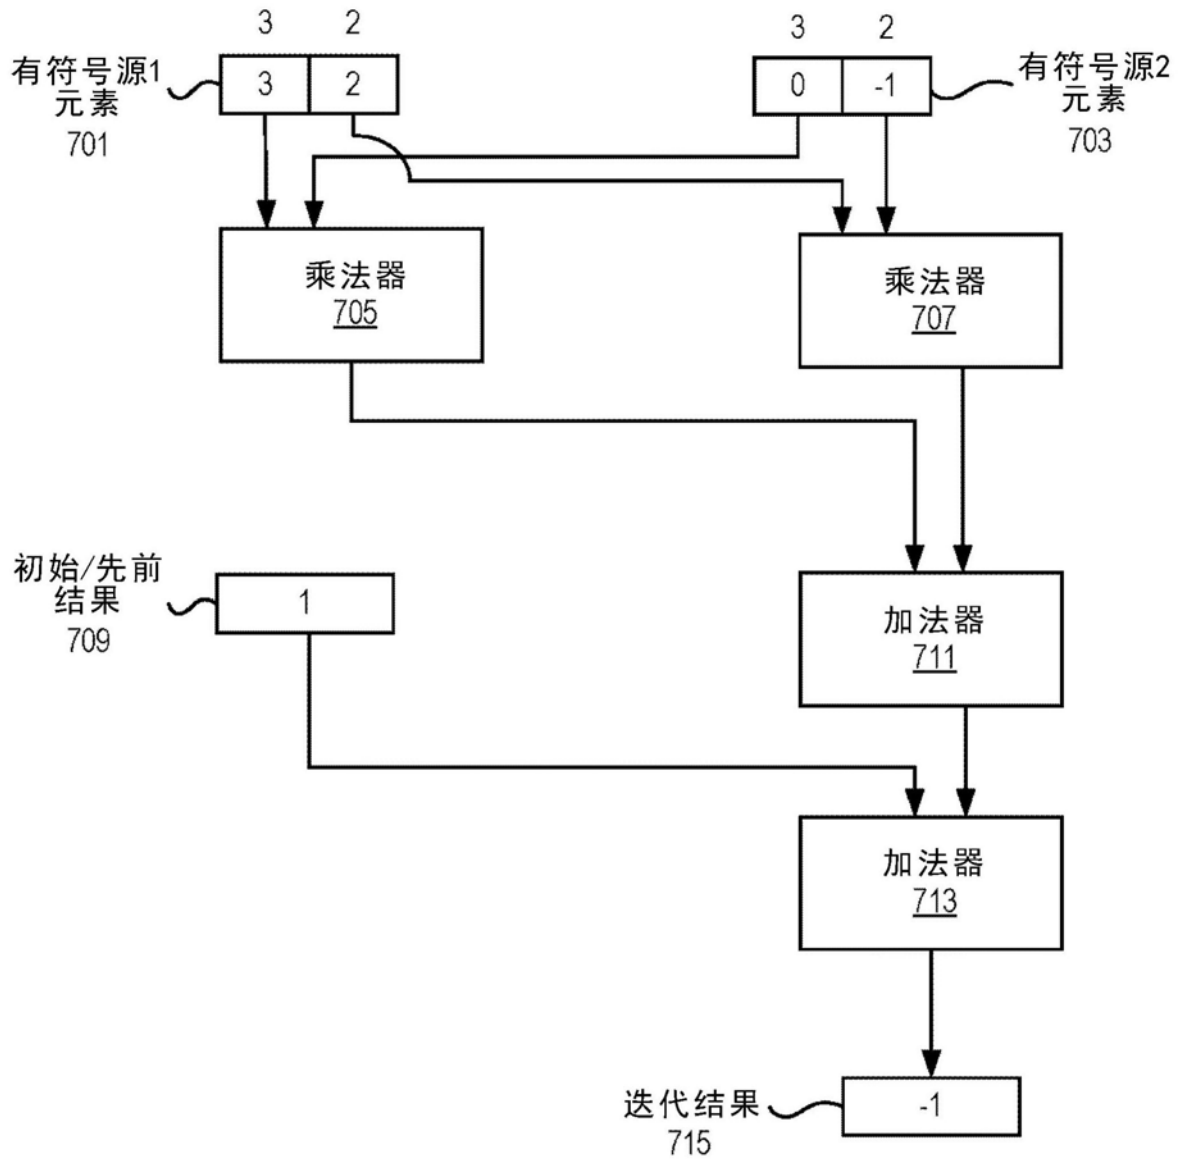 3 2
3 2
有符号源1
元素
701
3 2
0 -1
有符号源2
元素
703
乘法器
705
乘法器
707
初始/先前
结果
709
1
加法器
711
加法器
713
迭代结果
715
-1